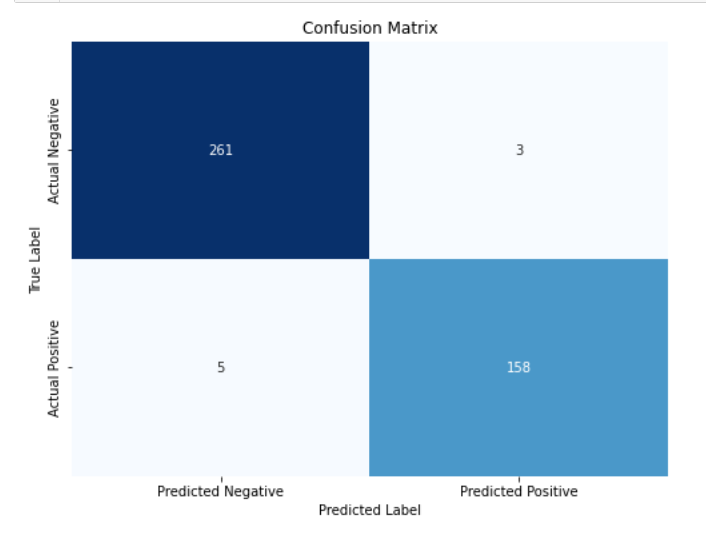 Confusion Matrix
Actual Negative
261
3
True Label
Actual Positive
5
158
Predicted Negative
Predicted Positive
Predicted Label